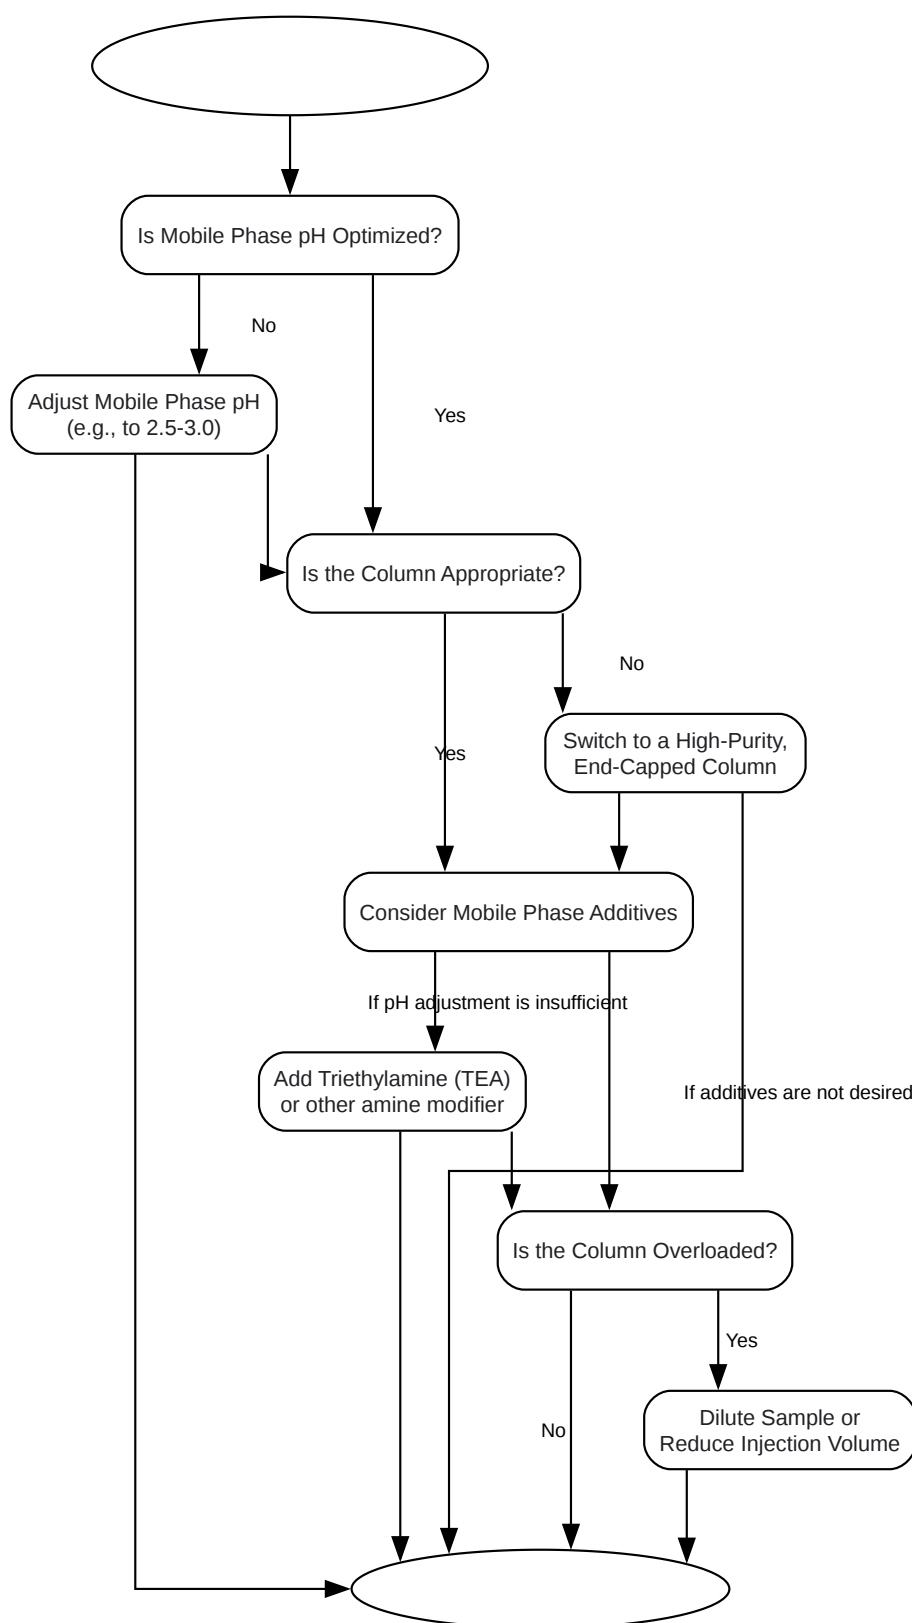 Is Mobile Phase pH Optimized?
No
Adjust Mobile Phase pH
(e.g., to 2.5-3.0)
Yes
Is the Column Appropriate?
No
Switch to a High-Purity,
End-Capped Column
Yes
Consider Mobile Phase Additives
If pH adjustment is insufficient
Add Triethylamine (TEA)
or other amine modifier
If additives are not desired
Is the Column Overloaded?
Yes
Dilute Sample or
Reduce Injection Volume
No